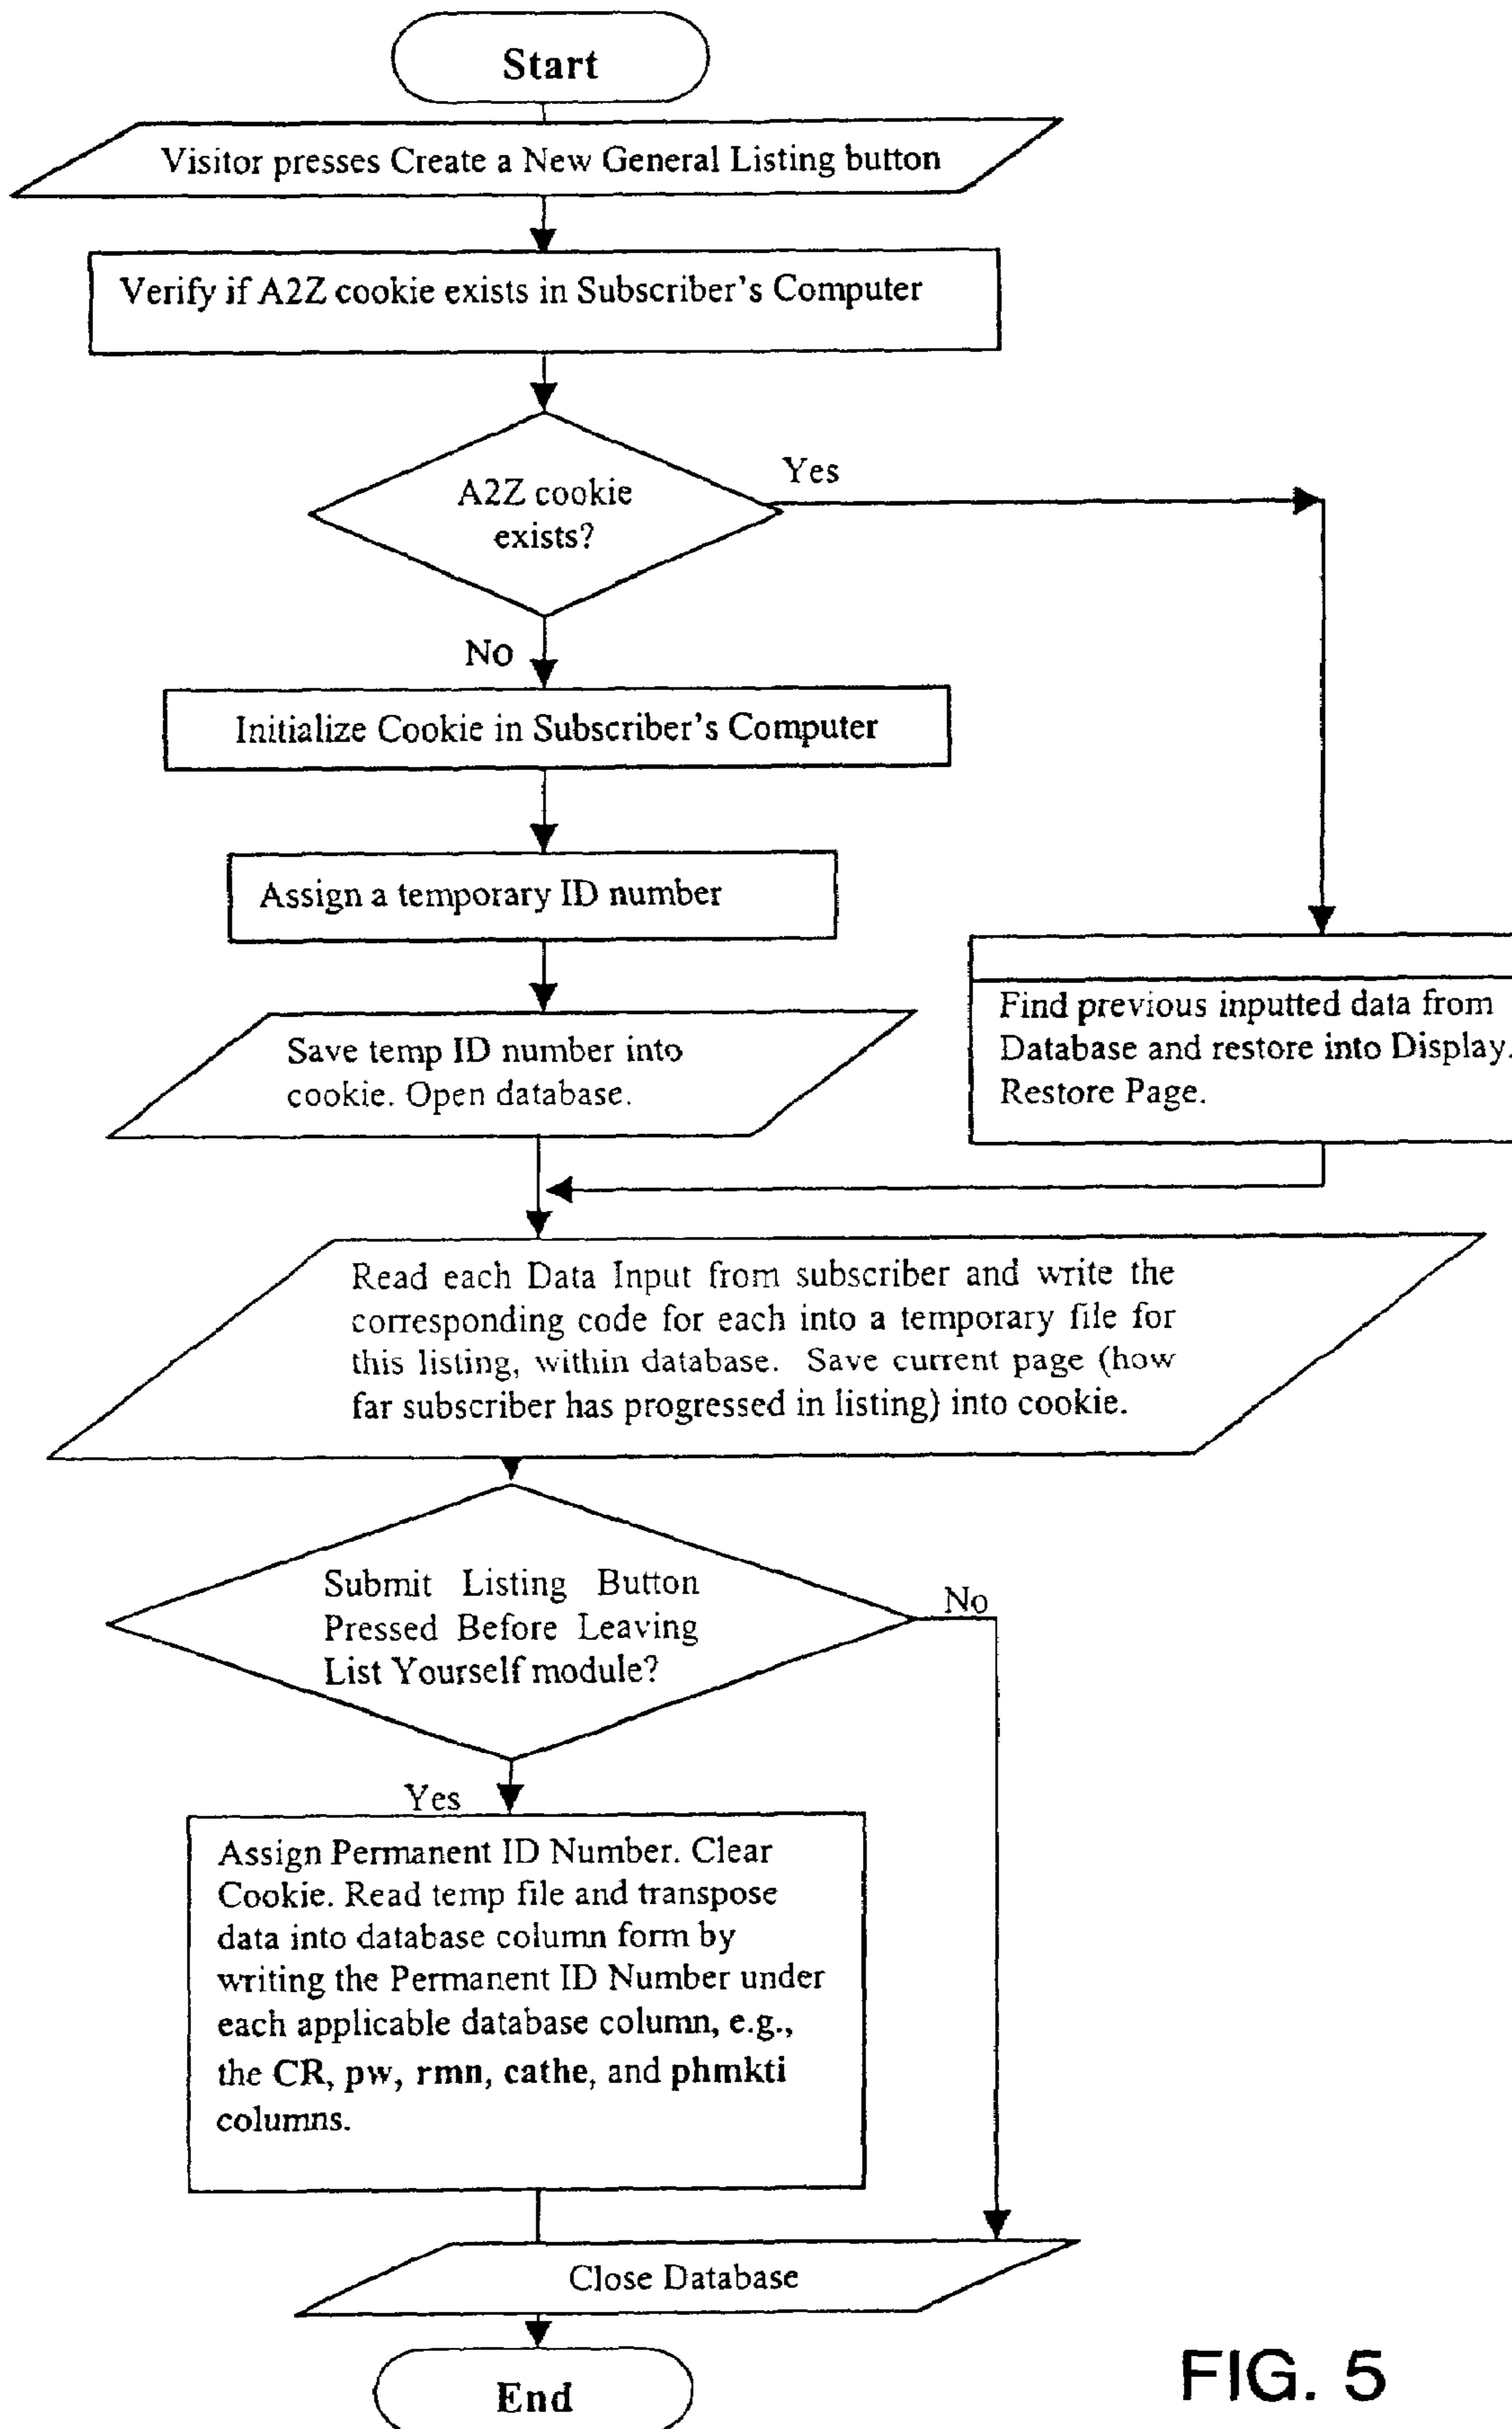 Start
Visitor presses Create a New General Listing button
Verify if A2Z cookie exists in Subscriber's Computer
A2Z cookie
exists?
Yes
No
Initialize Cookie in Subscriber's Computer
Assign a temporary ID number
Save temp ID number into
cookie. Open database.
Find previous inputted data from
Database and restore into Display.
Restore Page.
Read each Data Input from subscriber and write the
corresponding code for each into a temporary file for
this listing, within database. Save current page (how
far subscriber has progressed in listing) into cookie.
Submit Listing Button
Pressed Before Leaving
List Yourself module?
No
Yes
Assign Permanent ID Number. Clear
Cookie. Read temp file and transpose
data into database column form by
writing the Permanent ID Number under
each applicable database column, e.g.,
the CR, pw, rmn, cathe, and phmkti
columns.
Close Database
End
FIG. 5